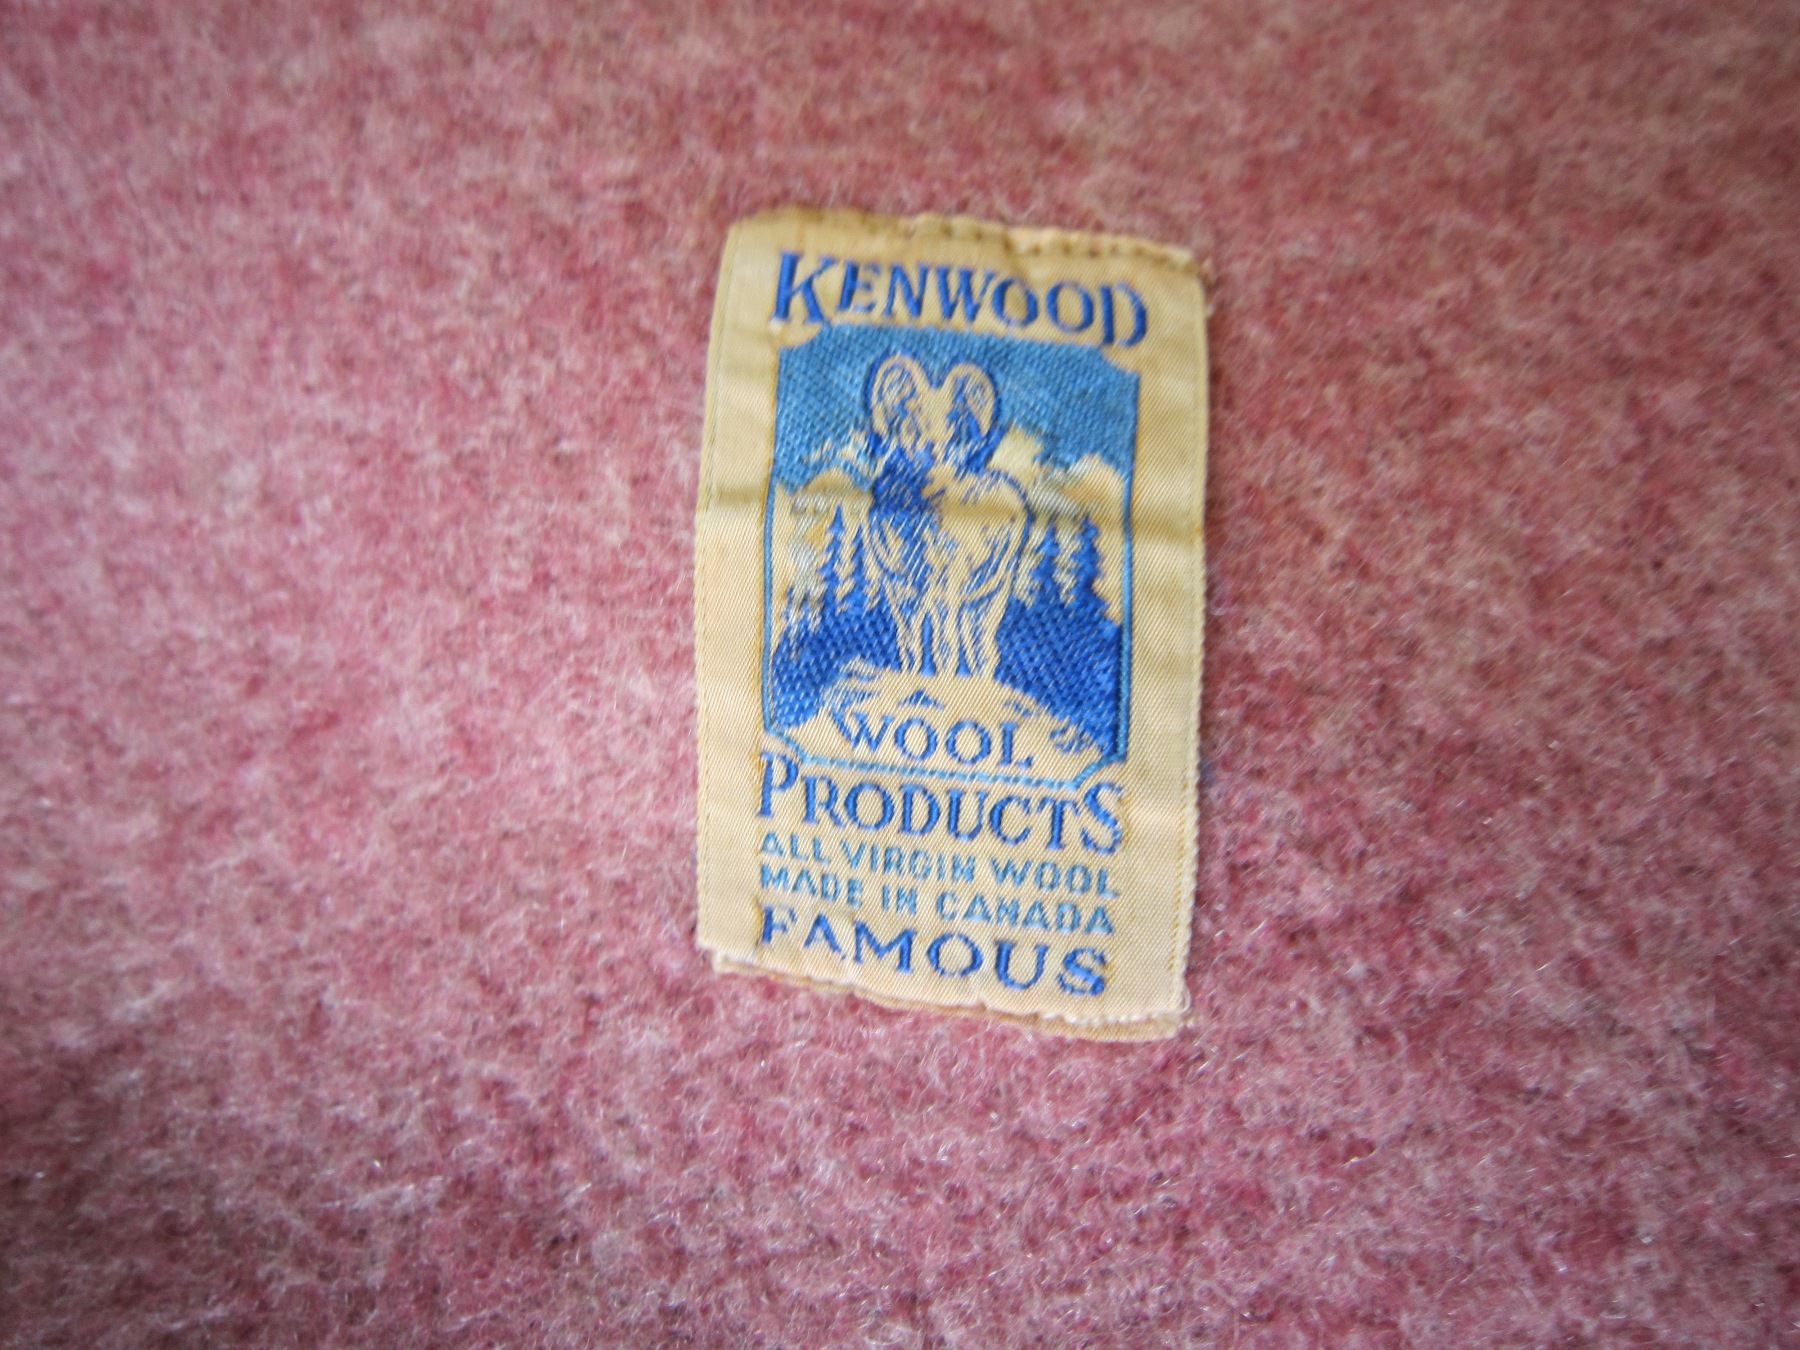 KENWOOD
WOOL
PRODUCTS
ALL VIRGIN WOOL
MADE IN CANADA
FAMOUS